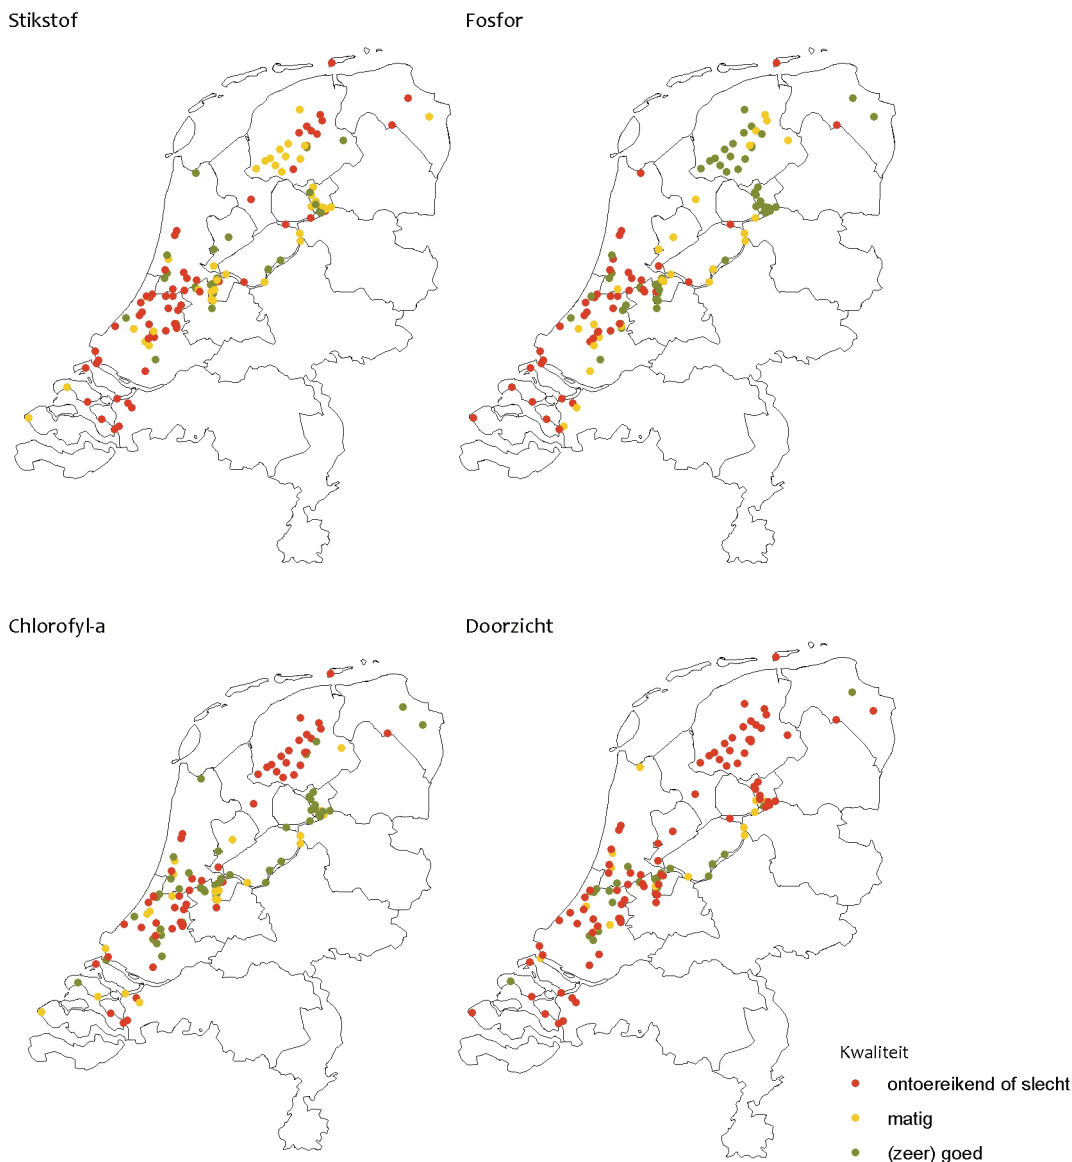 Stikstof
Fosfor
Chlorofyl-a
Doorzicht
Kwaliteit
ontoereikend of slecht
matig
(zeer) goed